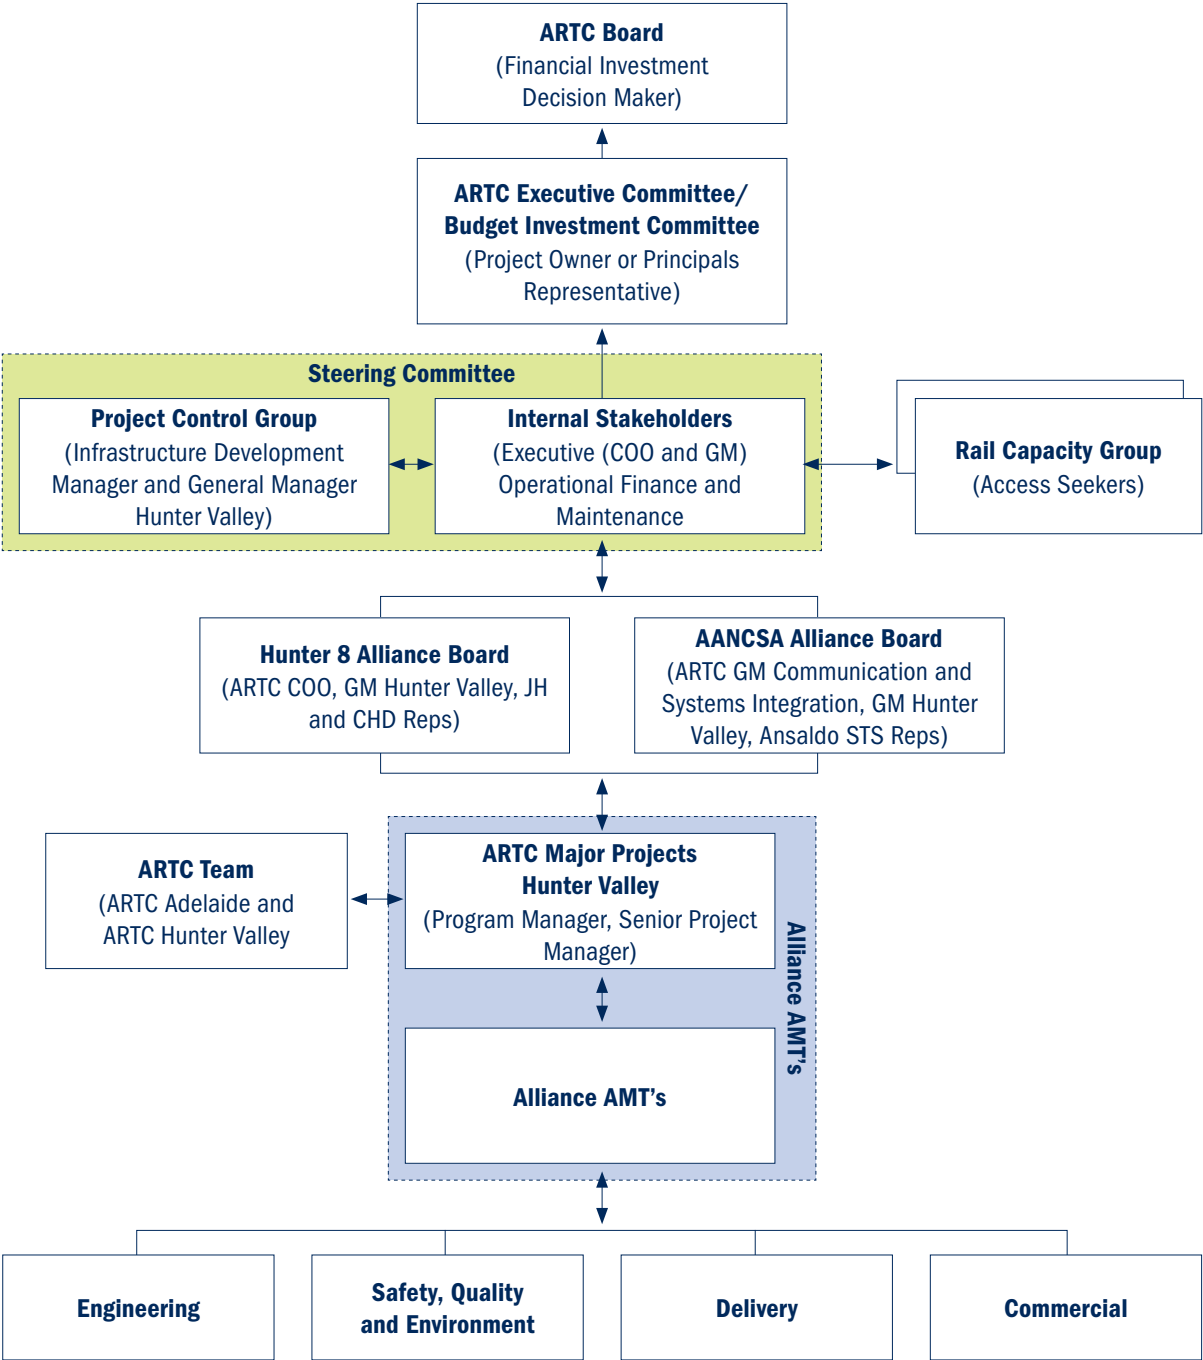 ARTC Board
(Financial Investment
Decision Maker)
ARTC Executive Committee/
Budget Investment Committee
(Project Owner or Principals
Representative)
Steering Committee
Project Control Group
(Infrastructure Development
Manager and General Manager
Hunter Valley)
Internal Stakeholders
(Executive (COO and GM)
Operational Finance and
Maintenance
Rail Capacity Group
(Access Seekers)
Hunter 8 Alliance Board
(ARTC COO, GM Hunter Valley, JH
and CHD Reps)
AANCSA Alliance Board
(ARTC GM Communication and
Systems Integration, GM Hunter
Valley, Ansaldo STS Reps)
ARTC Team
(ARTC Adelaide and
ARTC Hunter Valley
ARTC Major Projects
Hunter Valley
(Program Manager, Senior Project
Manager)
Alliance AMT's
Alliance AMT's
Engineering
Safety, Quality
and Environment
Delivery
Commercial